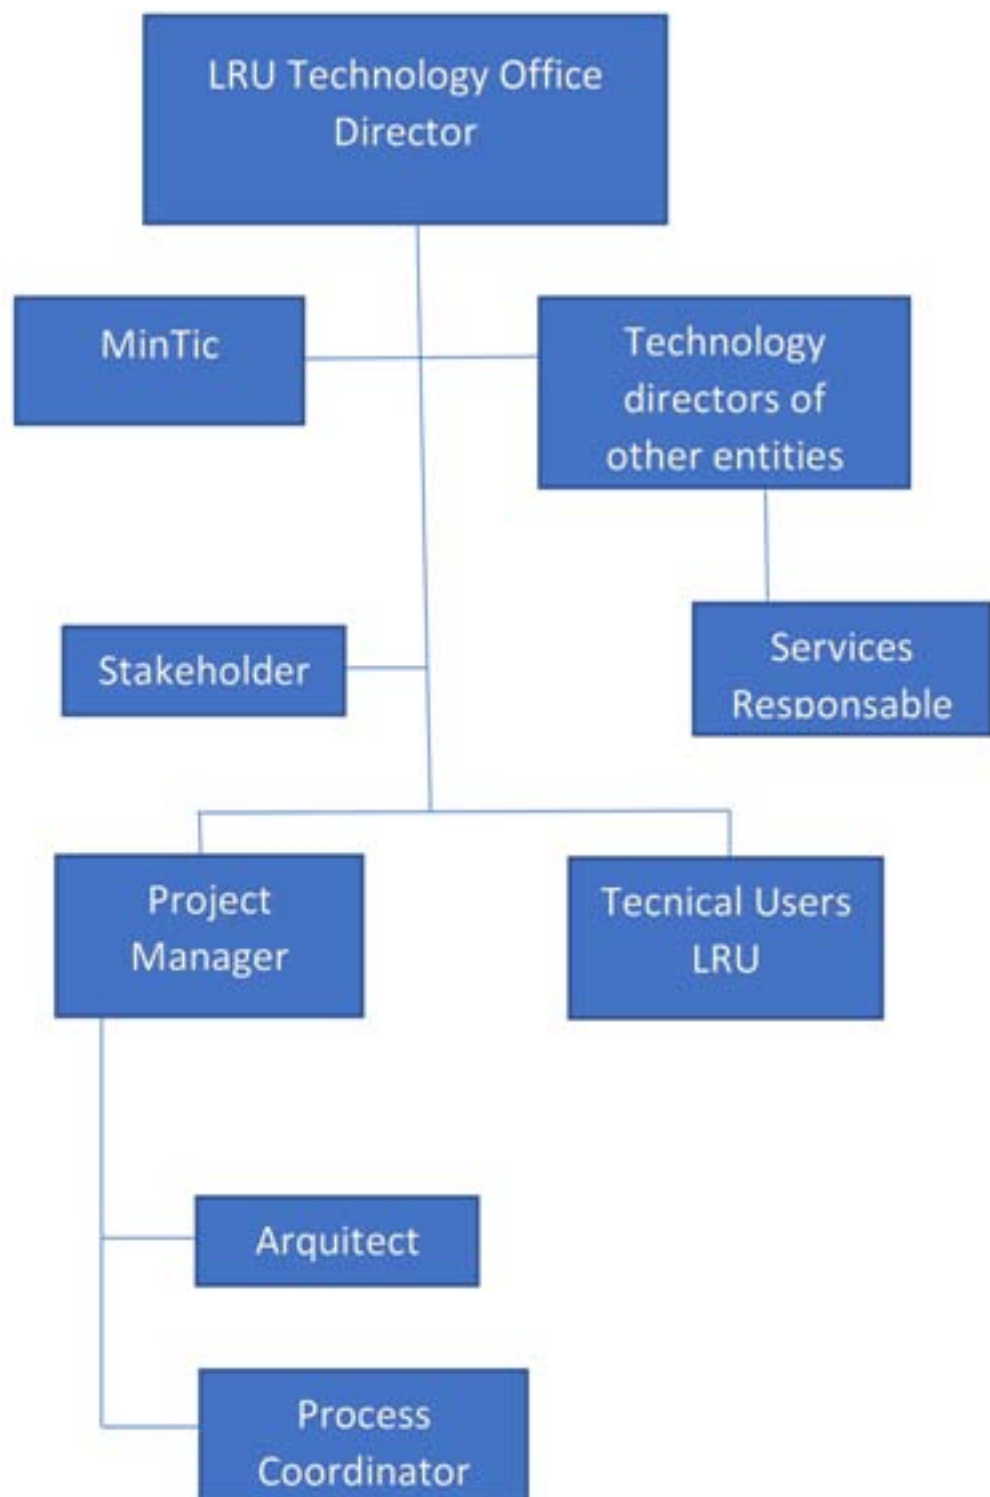 LRU Technology Office
Director
MinTic
Technology
directors of
other entities
Stakeholder
Services
Responsable
Project
Manager
Tecnical Users
LRU
Arquitect
Process
Coordinator